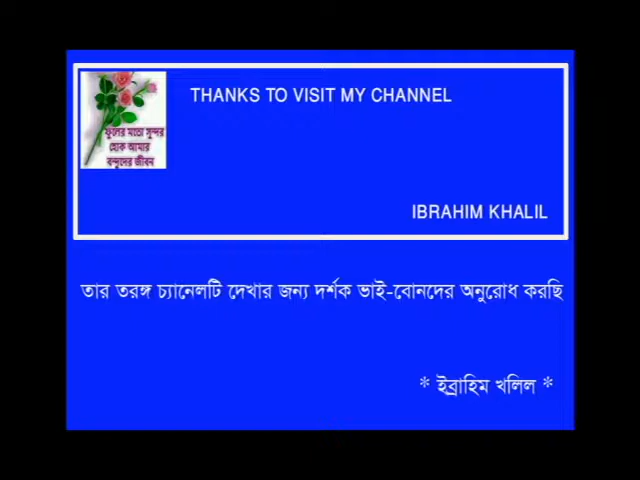 THANKS TO VISIT MY CHANNEL
ফুলের মতো সুন্দর
হোক আমার
বন্দুদের জীবন
IBRAHIM KHALIL
তার তরঙ্গ চ্যানেলটি দেখার জন্য দর্শক ভাই-বোনদের অনুরোধ করছি
* ইব্রাহিম খলিল *